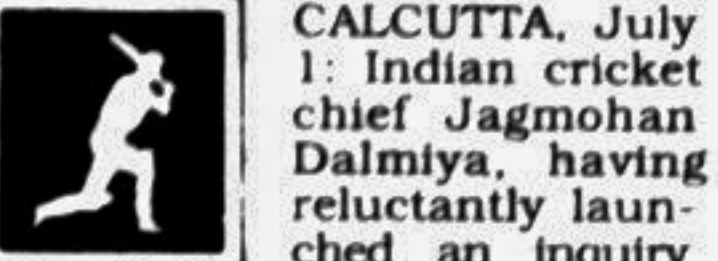 CALCUTTA, July
1: Indian cricket
chief Jagmohan
Dalmiya, having
reluctantly laun-
ched an inquiry